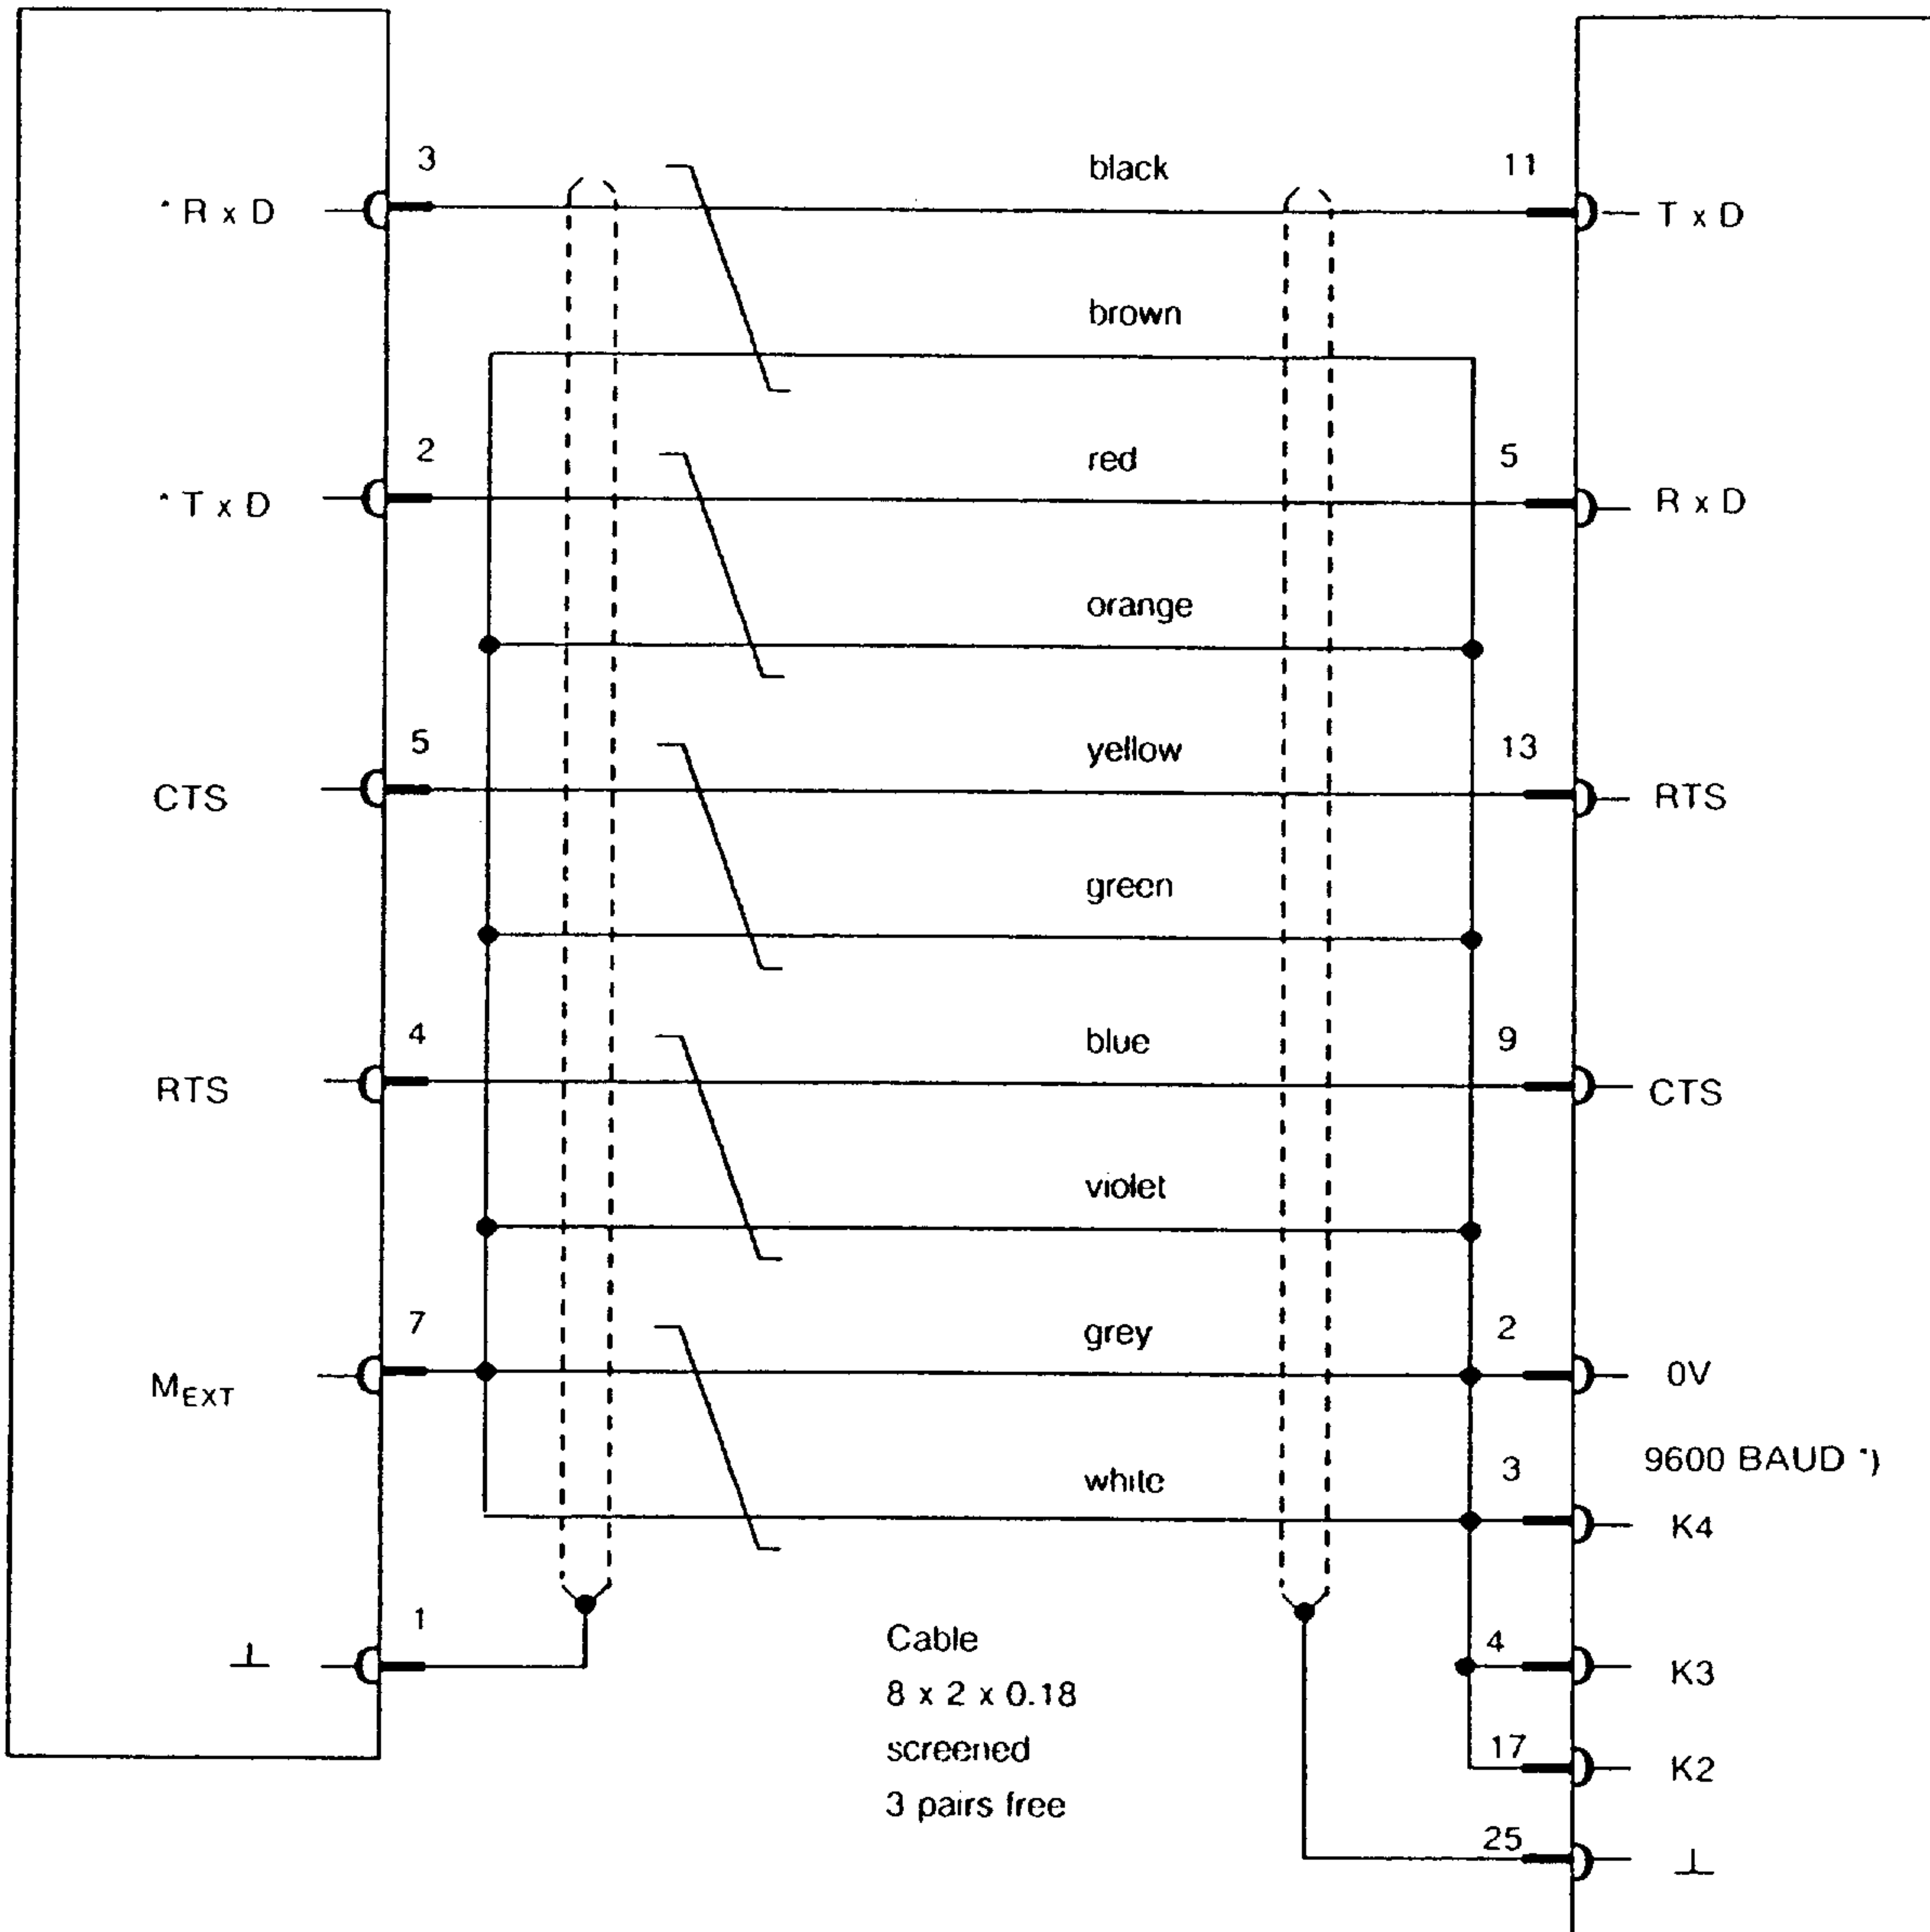 3 black 11
* R x D T x D
brown
2 red 5
* T x D R x D
orange
5 yellow 13
CTS RTS
green
4 blue 9
RTS CTS
violet
7 grey 2
MEXT 0V
9600 BAUD *)
white 3
K4
1
⊥
Cable
8 x 2 x 0.18
screened
3 pairs free
4
K3
17
K2
25
⊥